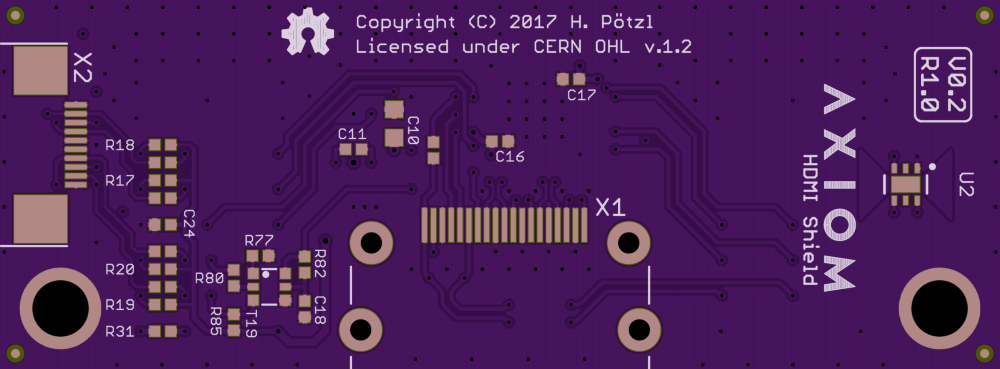 Copyright (C) 2017 H. Pötzl
Licensed under CERN OHL v.1.2
X2
V0.2
R1.0
C17
C10
C11
C16
AXIOM
HDMI Shield
R18
R17
U2
C24
X1
R77
R82
R20
R80
R19
C18
R85
T19
R31